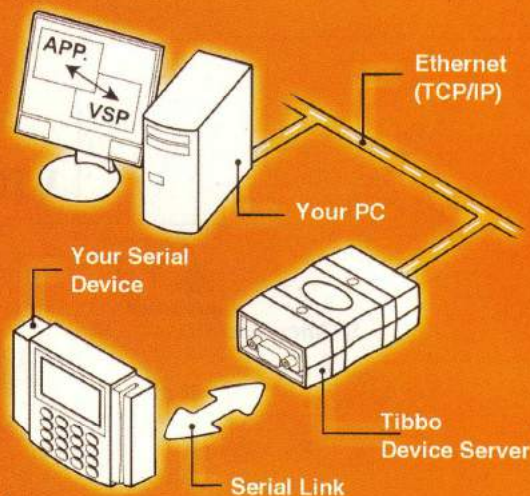 APP.
VSP
Ethernet
(TCP/IP)
Your PC
Your Serial
Device
Tibbo
Device Server
Serial Link